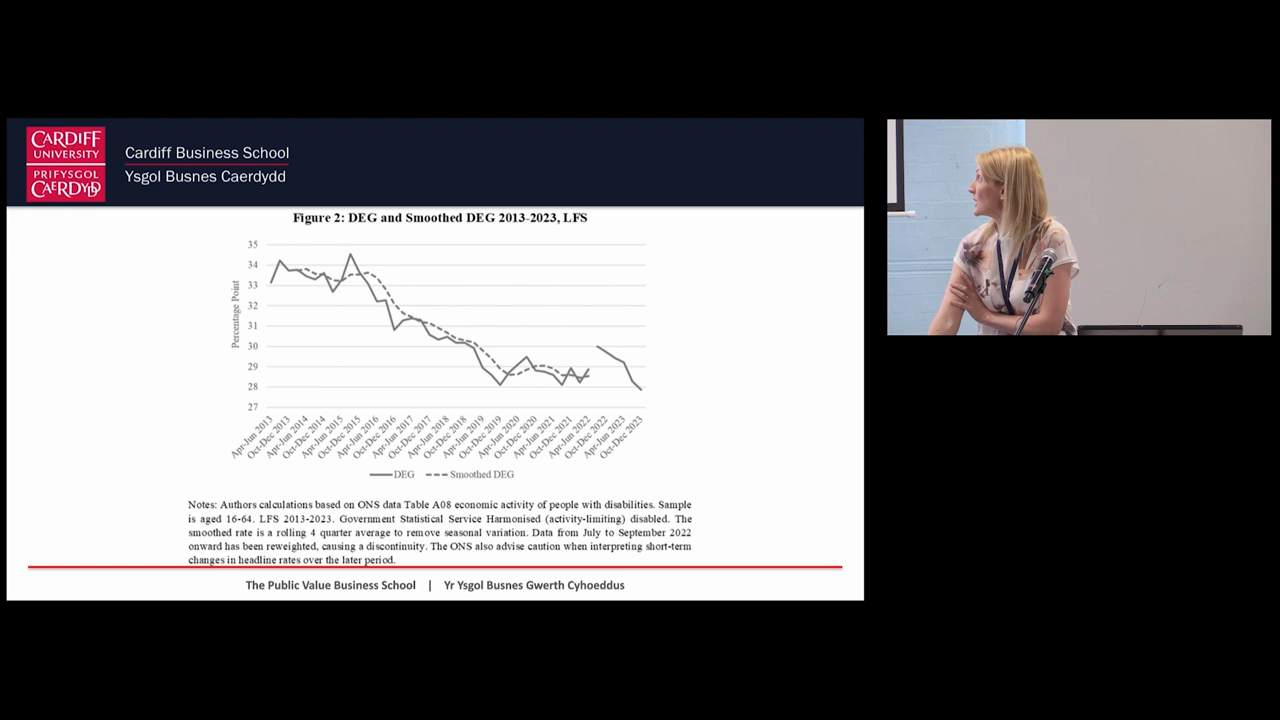 CARDIFF
UNIVERSITY
PRIFYSGOL
CAERDYDD
Cardiff Business School
Ysgol Busnes Caerdydd
Figure 2: DEG and Smoothed DEG 2013-2023, LFS
Percentage Point
35
34
33
32
31
30
29
28
27
Apr-Jun 2013
Oct-Dec 2013
Apr-Jun 2014
Oct-Dec 2014
Apr-Jun 2015
Oct-Dec 2015
Apr-Jun 2016
Oct-Dec 2016
Apr-Jun 2017
Oct-Dec 2017
Apr-Jun 2018
Oct-Dec 2018
Apr-Jun 2019
Oct-Dec 2019
Apr-Jun 2020
Oct-Dec 2020
Apr-Jun 2021
Oct-Dec 2021
Apr-Jun 2022
Oct-Dec 2022
Apr-Jun 2023
Oct-Dec 2023
DEG Smoothed DEG
Notes: Authors calculations based on ONS data Table A08 economic activity of people with disabilities. Sample
is aged 16-64. LFS 2013-2023. Government Statistical Service Harmonised (activity-limiting) disabled. The
smoothed rate is a rolling 4 quarter average to remove seasonal variation. Data from July to September 2022
onward has been reweighted, causing a discontinuity. The ONS also advise caution when interpreting short-term
changes in headline rates over the later period.
The Public Value Business School | Yr Ysgol Busnes Gwerth Cyhoeddus